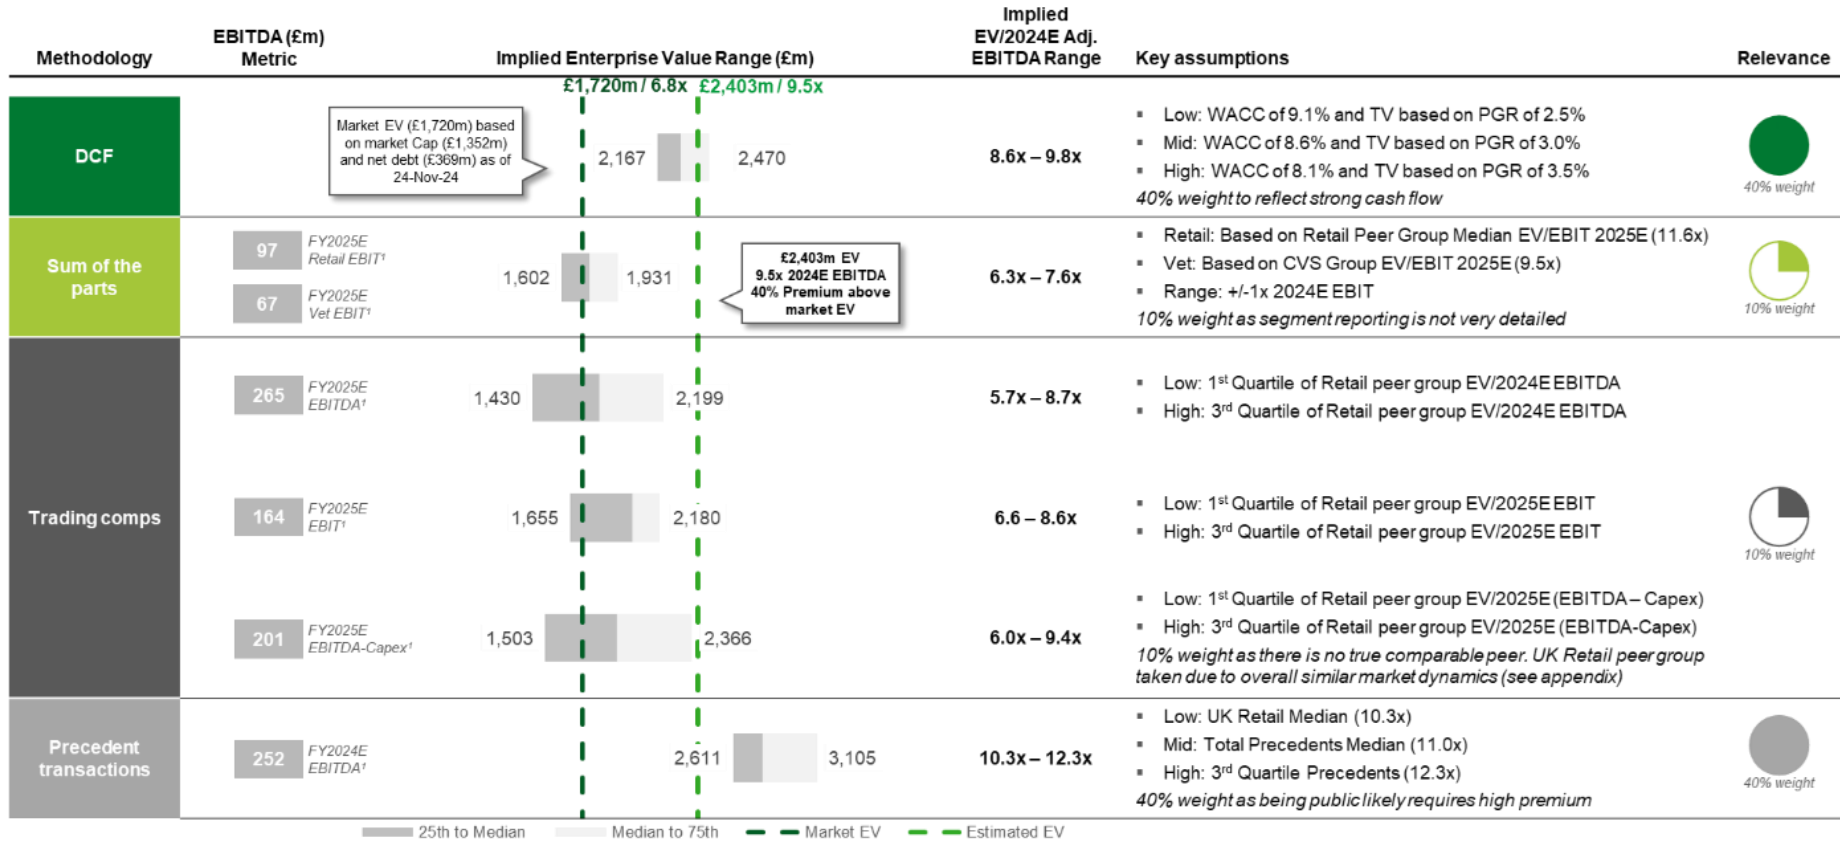 Methodology
EBITDA (£m)
Metric
Implied Enterprise Value Range (£m)
Implied
EV/2024E Adj.
EBITDA Range
Key assumptions
Relevance
£1,720m / 6.8x
£2,403m / 9.5x
DCF
Market EV (£1,720m) based
on market Cap (£1,352m)
and net debt (£369m) as of
24-Nov-24
2,167
2,470
8.6x – 9.8x
▪ Low: WACC of 9.1% and TV based on PGR of 2.5%
▪ Mid: WACC of 8.6% and TV based on PGR of 3.0%
▪ High: WACC of 8.1% and TV based on PGR of 3.5%
40% weight to reflect strong cash flow
40% weight
Sum of the
parts
97
FY2025E
Retail EBIT¹
67
FY2025E
Vet EBIT¹
1,602
1,931
£2,403m EV
9.5x 2024E EBITDA
40% Premium above
market EV
6.3x – 7.6x
▪ Retail: Based on Retail Peer Group Median EV/EBIT 2025E (11.6x)
▪ Vet: Based on CVS Group EV/EBIT 2025E (9.5x)
▪ Range: +/-1x 2024E EBIT
10% weight as segment reporting is not very detailed
10% weight
Trading comps
265
FY2025E
EBITDA¹
1,430
2,199
5.7x – 8.7x
▪ Low: 1st Quartile of Retail peer group EV/2024E EBITDA
▪ High: 3rd Quartile of Retail peer group EV/2024E EBITDA
164
FY2025E
EBIT¹
1,655
2,180
6.6 – 8.6x
▪ Low: 1st Quartile of Retail peer group EV/2025E EBIT
▪ High: 3rd Quartile of Retail peer group EV/2025E EBIT
10% weight
201
FY2025E
EBITDA-Capex¹
1,503
2,366
6.0x – 9.4x
▪ Low: 1st Quartile of Retail peer group EV/2025E (EBITDA – Capex)
▪ High: 3rd Quartile of Retail peer group EV/2025E (EBITDA-Capex)
10% weight as there is no true comparable peer. UK Retail peer group
taken due to overall similar market dynamics (see appendix)
Precedent
transactions
252
FY2024E
EBITDA¹
2,611
3,105
10.3x – 12.3x
▪ Low: UK Retail Median (10.3x)
▪ Mid: Total Precedents Median (11.0x)
▪ High: 3rd Quartile Precedents (12.3x)
40% weight as being public likely requires high premium
40% weight
25th to Median
Median to 75th
Market EV
Estimated EV